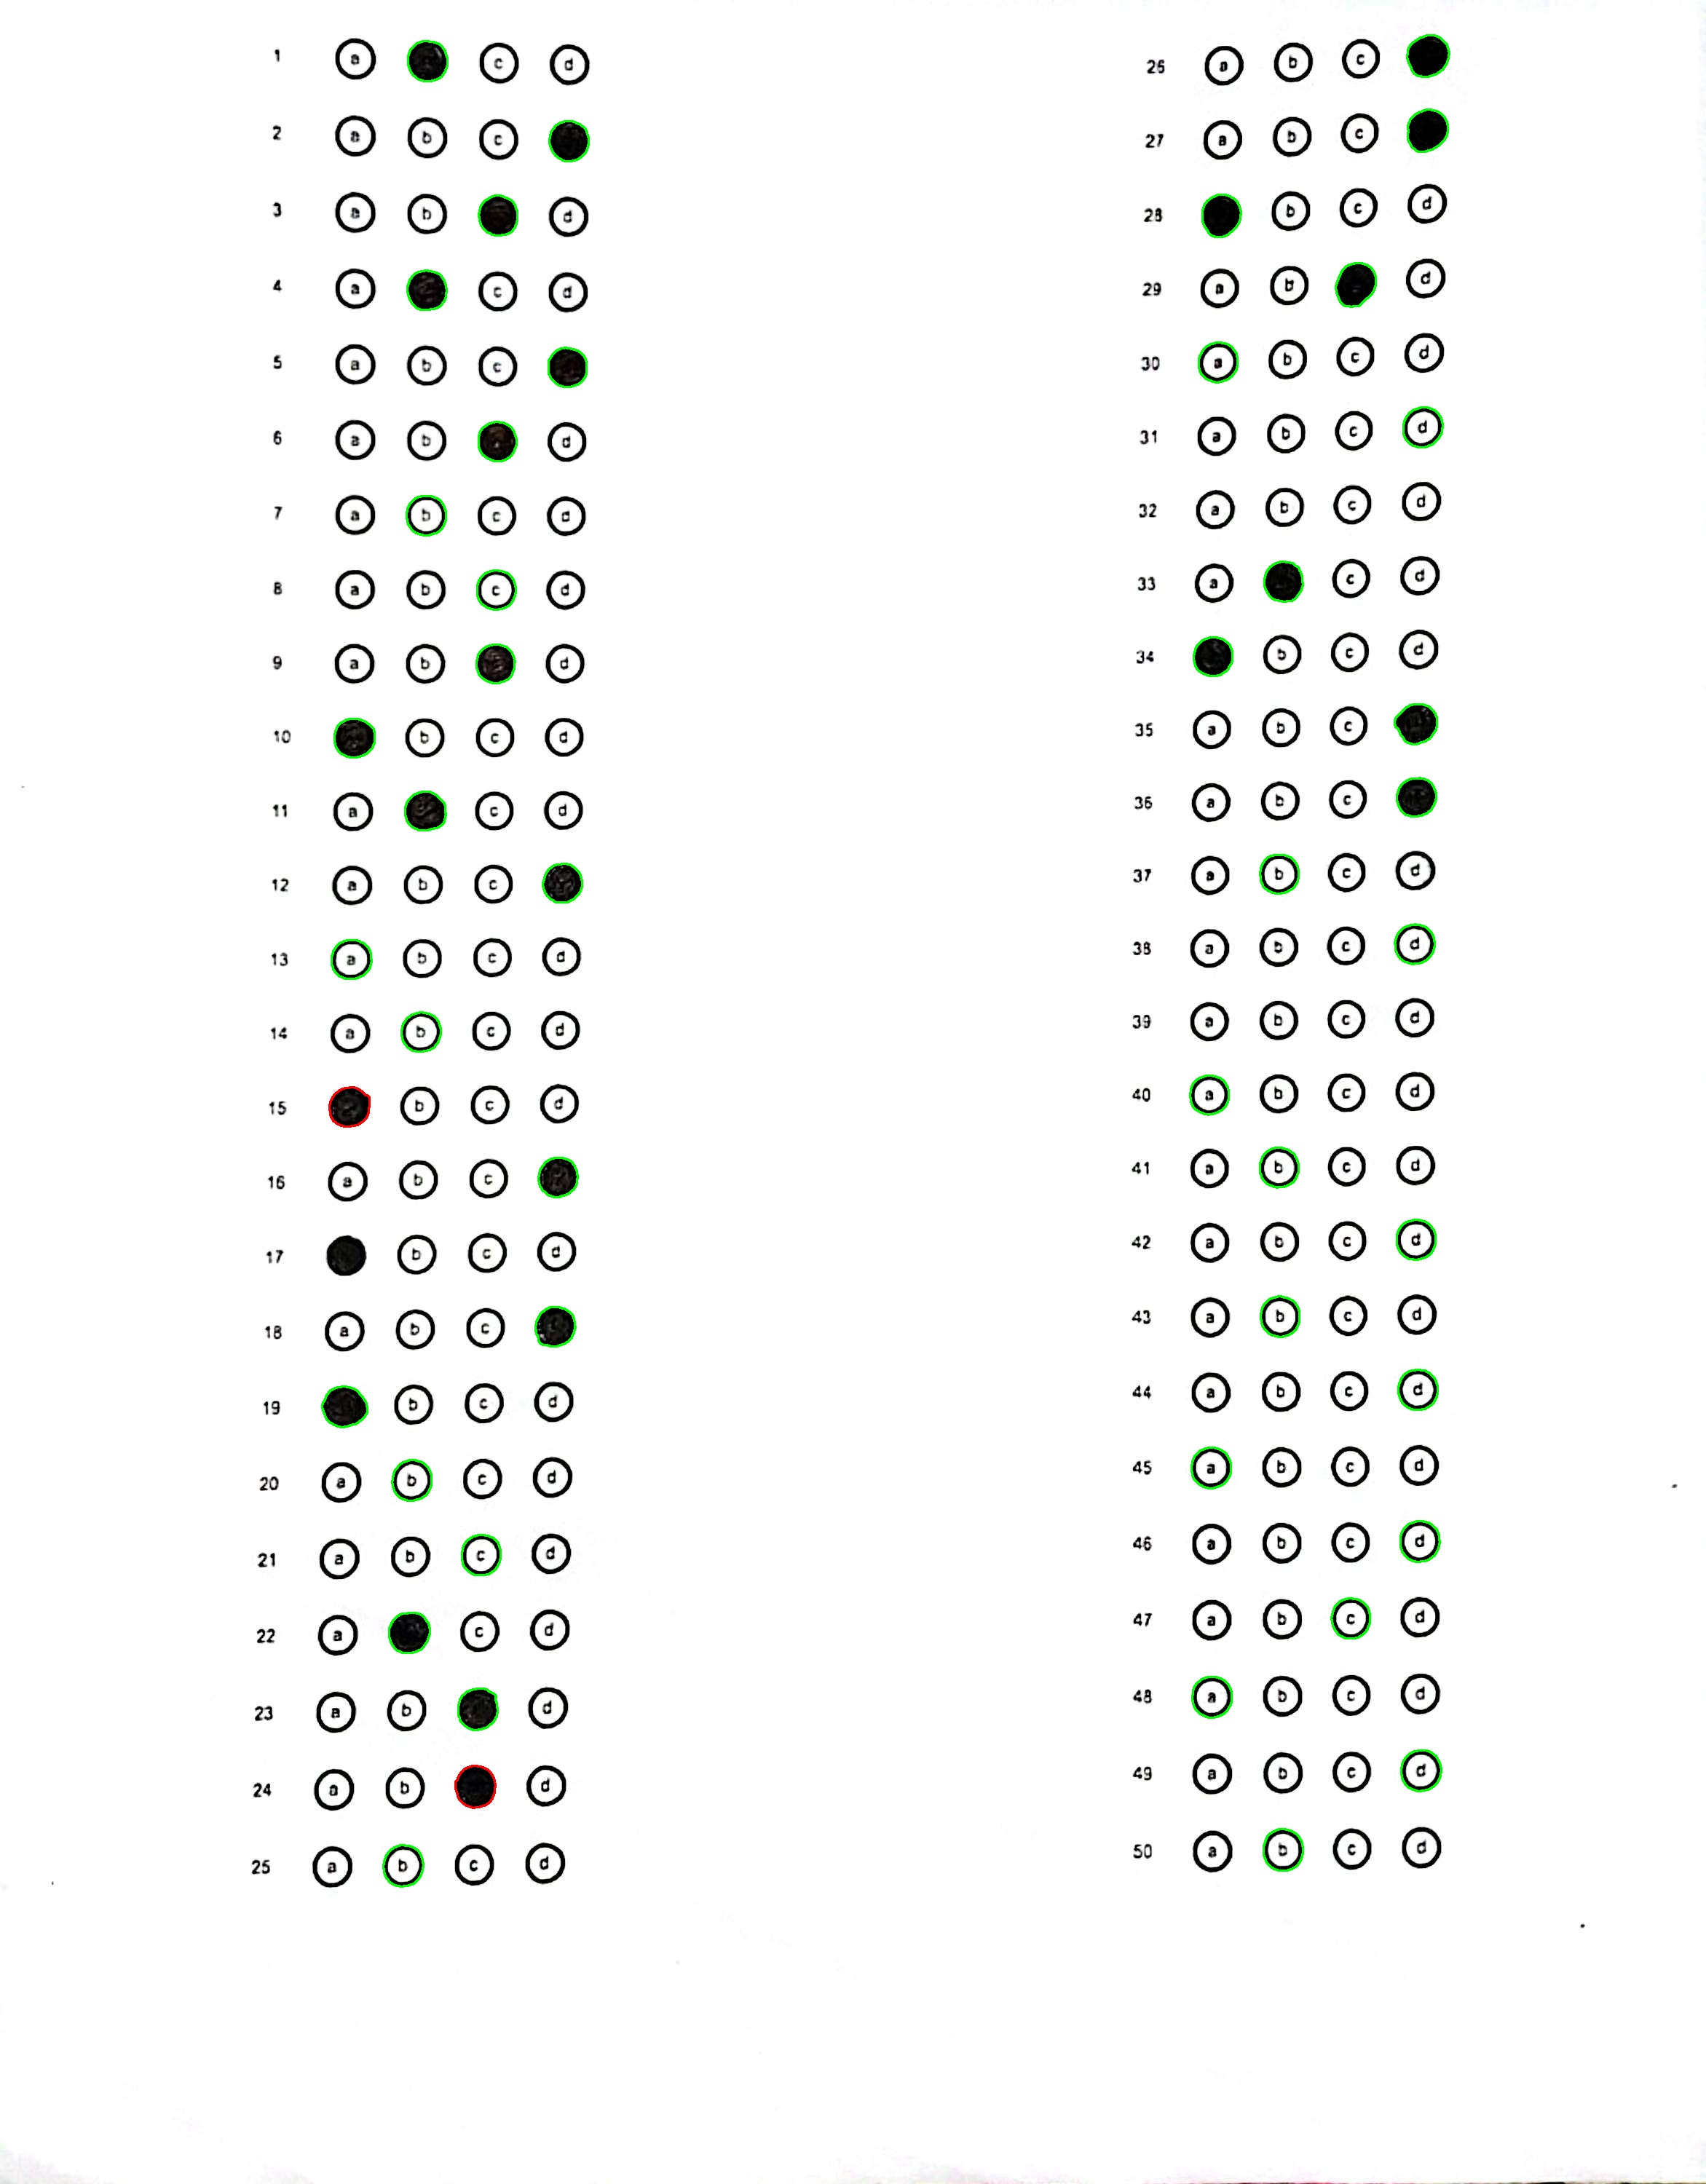 1 a c d
2 a b c
3 a b d
4 a c d
5 a b c
6 a b d
7 a b c d
8 a b c d
9 a b d
10 b c d
11 a c d
12 a b c
13 a b c d
14 a b c d
15 b c d
16 a b c
17 b c d
18 a b c
19 b c d
20 a b c d
21 a b c d
22 a c d
23 a b d
24 a b d
25 a b c d
26 a b c
27 a b c
28 b c d
29 a b d
30 a b c d
31 a b c d
32 a b c d
33 a c d
34 b c d
35 a b c
36 a b c
37 a b c d
38 a b c d
39 a b c d
40 a b c d
41 a b c d
42 a b c d
43 a b c d
44 a b c d
45 a b c d
46 a b c d
47 a b c d
48 a b c d
49 a b c d
50 a b c d